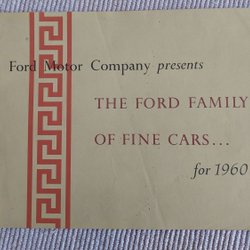 Ford Motor Company presents
THE FORD FAMILY
OF FINE CARS...
for 1960